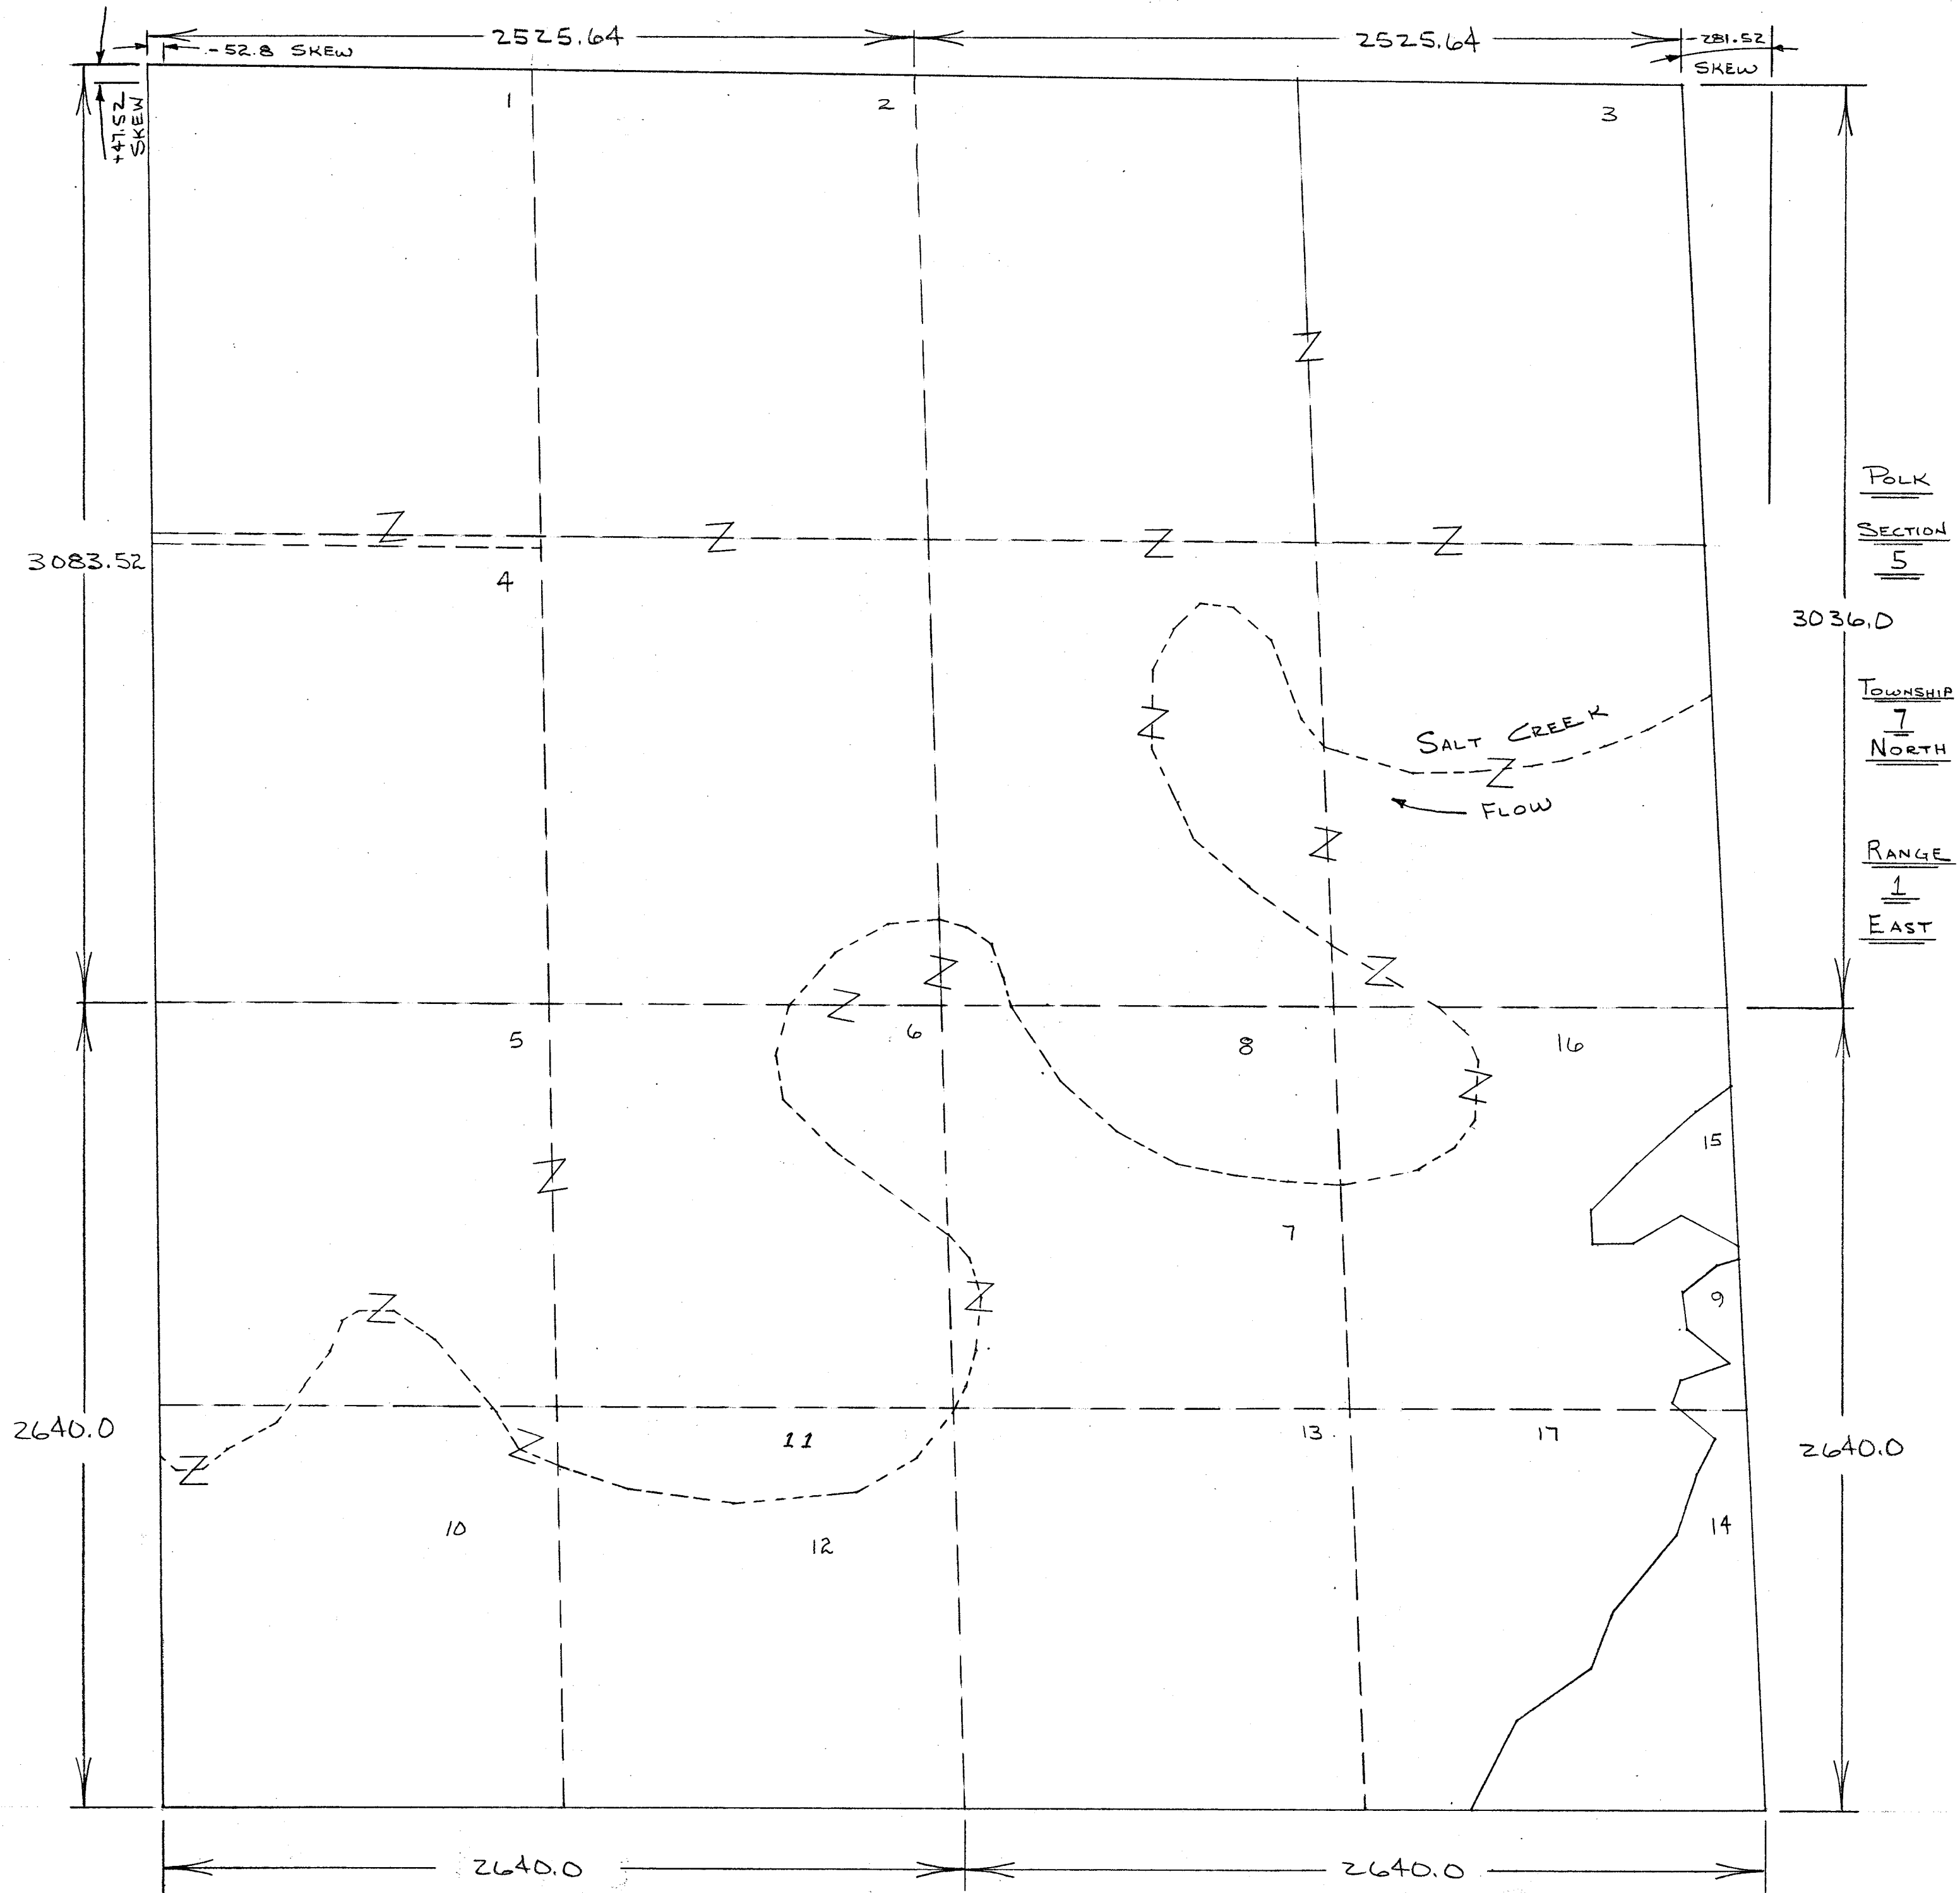 2525.64
2525.64
-52.8 SKEW
-281.52
SKEW
+47.52
SKEW
1
2
3
Z
POLK
SECTION
5
Z
Z
Z
Z
3083.52
4
3036.0
TOWNSHIP
7
NORTH
Z
SALT CREEK
Z
FLOW
Z
RANGE
1
EAST
Z
Z
Z
5
6
8
16
Z
15
Z
7
Z
9
Z
2640.0
11
13
17
2640.0
Z
Z
10
12
14
2640.0
2640.0